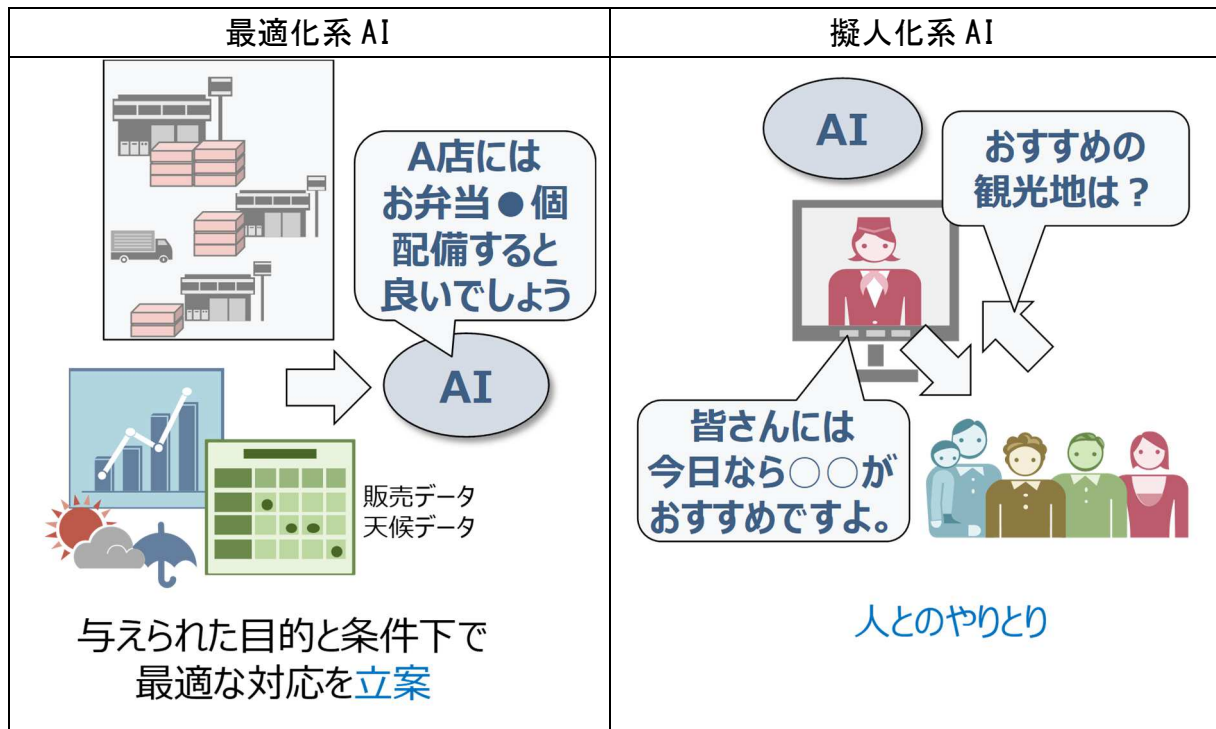 最適化系 AI
A店には
お弁当●個
配備すると
良いでしょう
AI
販売データ
天候データ
与えられた目的と条件下で
最適な対応を立案
擬人化系 AI
AI
おすすめの
観光地は？
皆さんには
今日なら○○が
おすすめですよ。
人とのやりとり